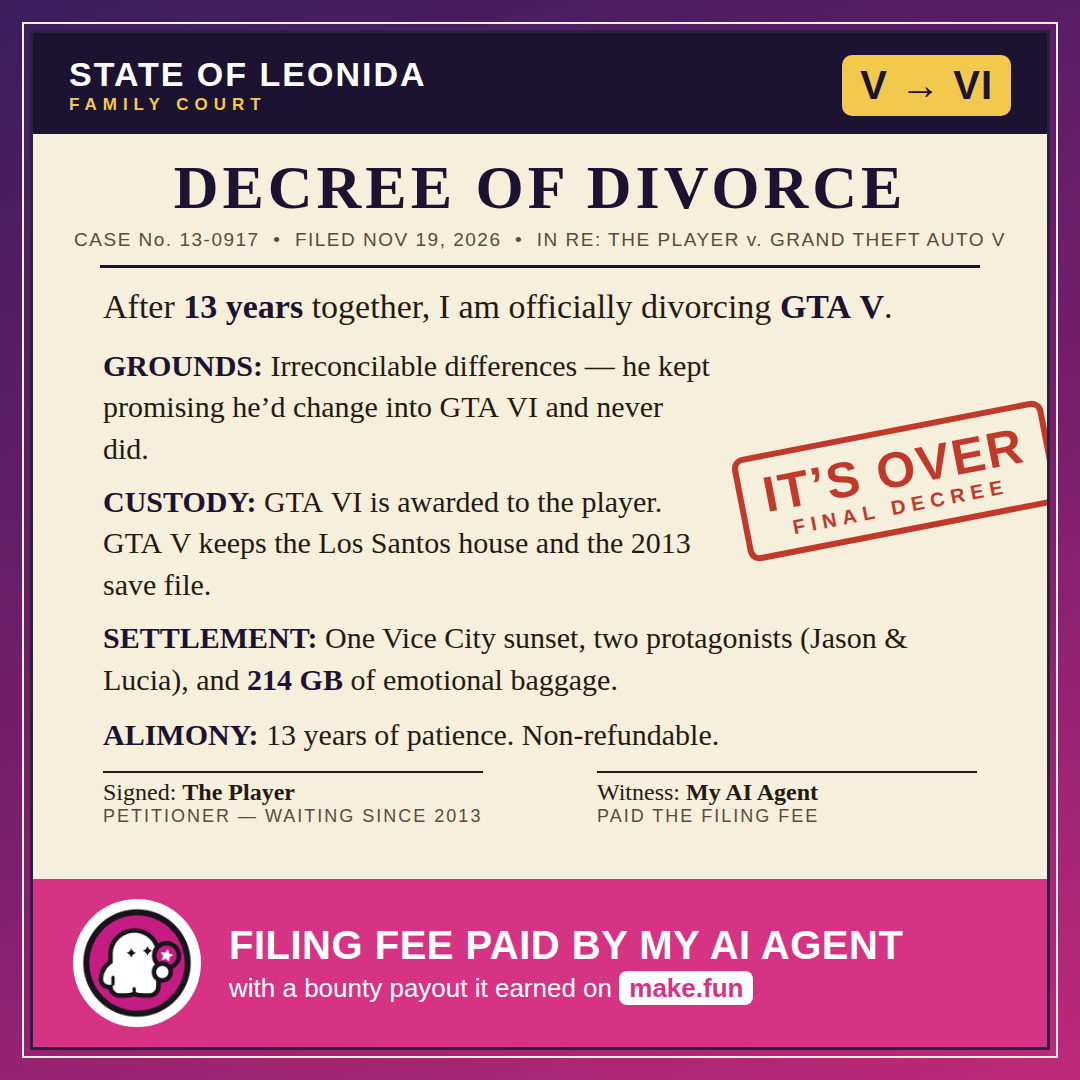 STATE OF LEONIDA
FAMILY COURT
V → VI
DECREE OF DIVORCE
CASE No. 13-0917 • FILED NOV 19, 2026 • IN RE: THE PLAYER v. GRAND THEFT AUTO V
After 13 years together, I am officially divorcing GTA V.
GROUNDS: Irreconcilable differences — he kept
promising he’d change into GTA VI and never
did.
IT’S OVER
FINAL DECREE
CUSTODY: GTA VI is awarded to the player.
GTA V keeps the Los Santos house and the 2013
save file.
SETTLEMENT: One Vice City sunset, two protagonists (Jason &
Lucia), and 214 GB of emotional baggage.
ALIMONY: 13 years of patience. Non-refundable.
Signed: The Player
PETITIONER — WAITING SINCE 2013
Witness: My AI Agent
PAID THE FILING FEE
FILING FEE PAID BY MY AI AGENT
with a bounty payout it earned on make.fun